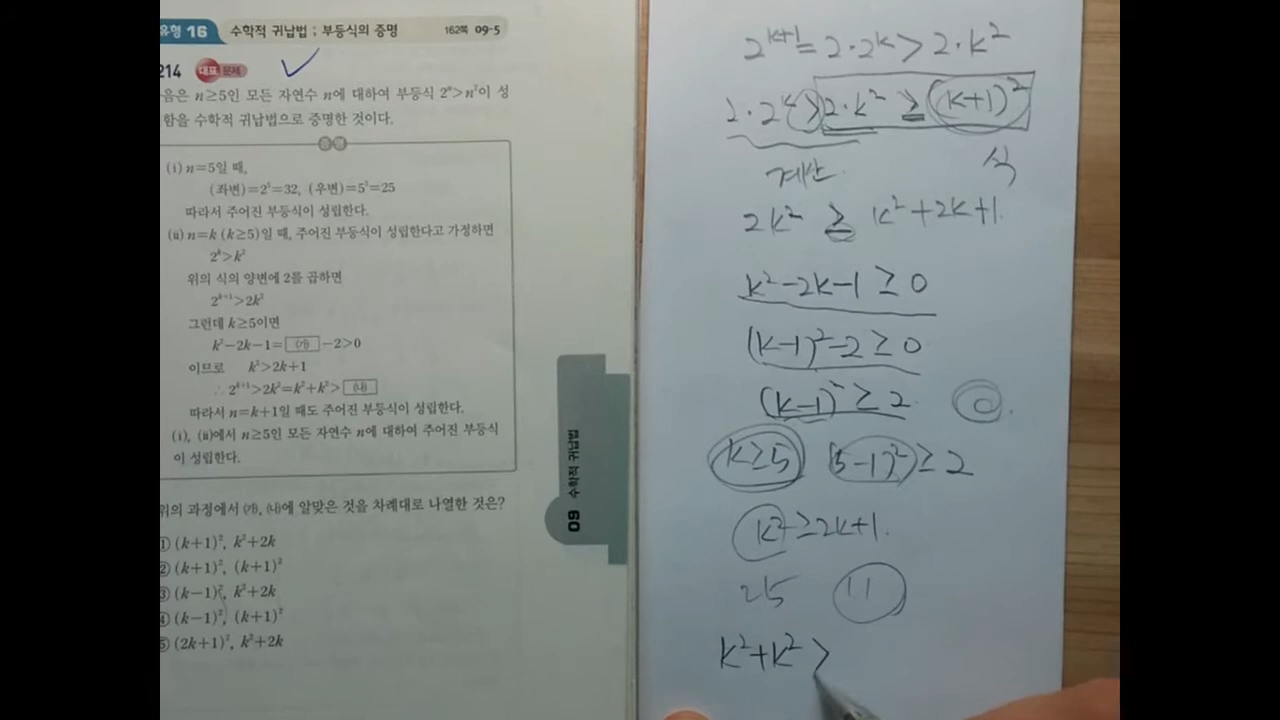 유형 16 수학적 귀납법 ; 부등식의 증명 162쪽 09-5
214 대표 문제
음은 n≥5인 모든 자연수 n에 대하여 부등식 2ⁿ>n²이 성
함을 수학적 귀납법으로 증명한 것이다.
증명
(i) n=5일 때,
(좌변)=2⁵=32, (우변)=5²=25
따라서 주어진 부등식이 성립한다.
(ii) n=k (k≥5)일 때, 주어진 부등식이 성립한다고 가정하면
2ᵏ>k²
위의 식의 양변에 2를 곱하면
2ᵏ⁺¹>2k²
그런데 k≥5이면
k²-2k-1= (가) -2>0
이므로 k²>2k+1
∴ 2ᵏ⁺¹>2k²=k²+k²> (나)
따라서 n=k+1일 때도 주어진 부등식이 성립한다.
(i), (ii)에서 n≥5인 모든 자연수 n에 대하여 주어진 부등식
이 성립한다.
위의 과정에서 (가), (나)에 알맞은 것을 차례대로 나열한 것은?
① (k+1)², k²+2k
② (k+1)², (k+1)²
③ (k-1)², k²+2k
④ (k-1)², (k+1)²
⑤ (2k+1)², k²+2k
09 수학적 귀납법
2ᵏ⁺¹=2·2ᵏ>2·k²
2·2ᵏ>2·k²≥(k+1)²
계산 식
2k²≥k²+2k+1
k²-2k-1≥0
(k-1)²-2≥0
(k-1)²≥2
k≥5 (5-1)²≥2
k²≥2k+1
25 11
k²+k²>